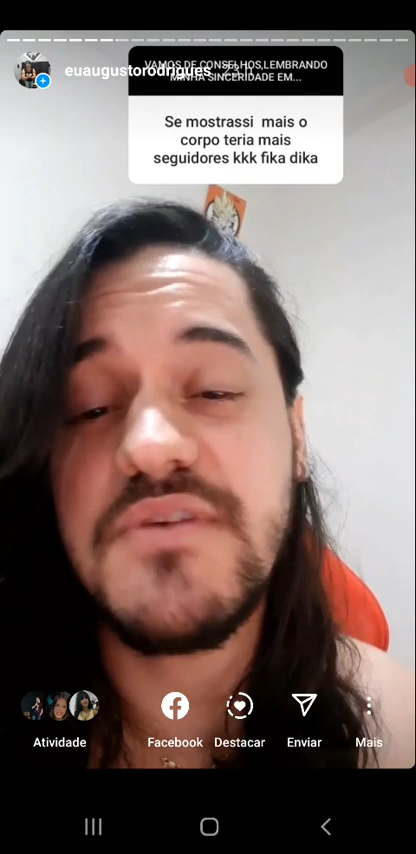 euaugustorodrigues
VAMOS DE CONSELHOS,LEMBRANDO
MINHA SINCERIDADE EM...
Se mostrassi mais o
corpo teria mais
seguidores kkk fika dika
Atividade
Facebook
Destacar
Enviar
Mais